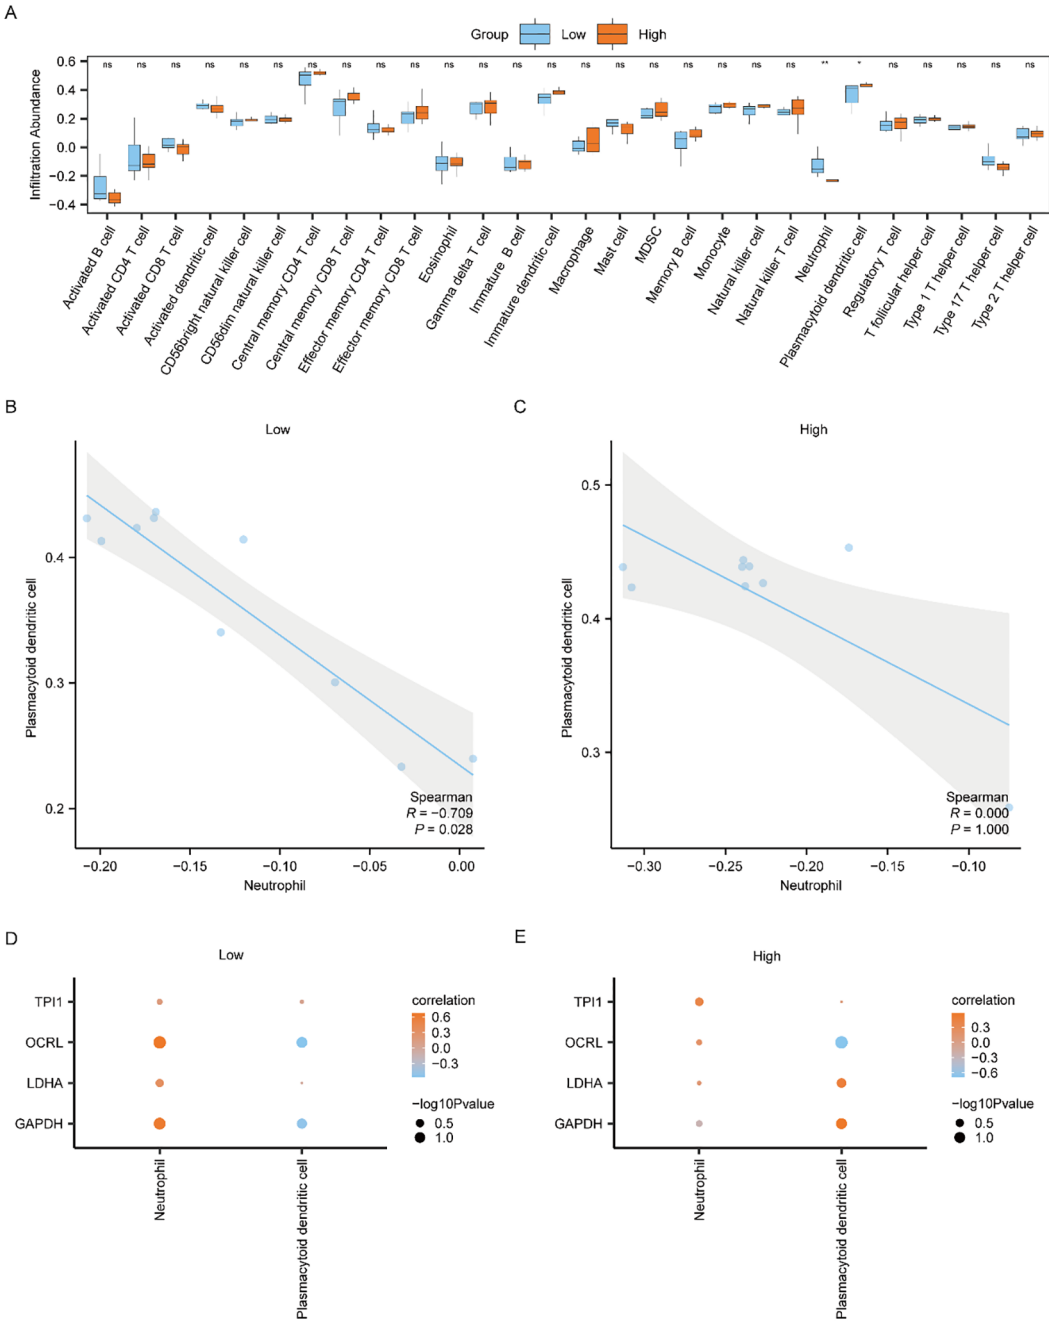 A
Group Low High
Infiltration Abundance
0.6
0.4
0.2
0.0
−0.2
−0.4
ns ns ns ns ns ns ns ns ns ns ns ns ns ns ns ns ns ns ns ns ns ** * ns ns ns ns ns
Activated B cell
Activated CD4 T cell
Activated CD8 T cell
Activated dendritic cell
CD56bright natural killer cell
CD56dim natural killer cell
Central memory CD4 T cell
Central memory CD8 T cell
Effector memory CD4 T cell
Effector memory CD8 T cell
Eosinophil
Gamma delta T cell
Immature B cell
Immature dendritic cell
Macrophage
Mast cell
MDSC
Memory B cell
Monocyte
Natural killer cell
Natural killer T cell
Neutrophil
Plasmacytoid dendritic cell
Regulatory T cell
T follicular helper cell
Type 1 T helper cell
Type 17 T helper cell
Type 2 T helper cell
B
Low
Plasmacytoid dendritic cell
0.4
0.3
0.2
Spearman
R = −0.709
P = 0.028
−0.20 −0.15 −0.10 −0.05 0.00
Neutrophil
C
High
Plasmacytoid dendritic cell
0.5
0.4
0.3
Spearman
R = 0.000
P = 1.000
−0.30 −0.25 −0.20 −0.15 −0.10
Neutrophil
D
Low
TPI1
OCRL
LDHA
GAPDH
Neutrophil
Plasmacytoid dendritic cell
correlation
0.6
0.3
0.0
−0.3
−log10Pvalue
0.5
1.0
E
High
TPI1
OCRL
LDHA
GAPDH
Neutrophil
Plasmacytoid dendritic cell
correlation
0.3
0.0
−0.3
−0.6
−log10Pvalue
0.5
1.0